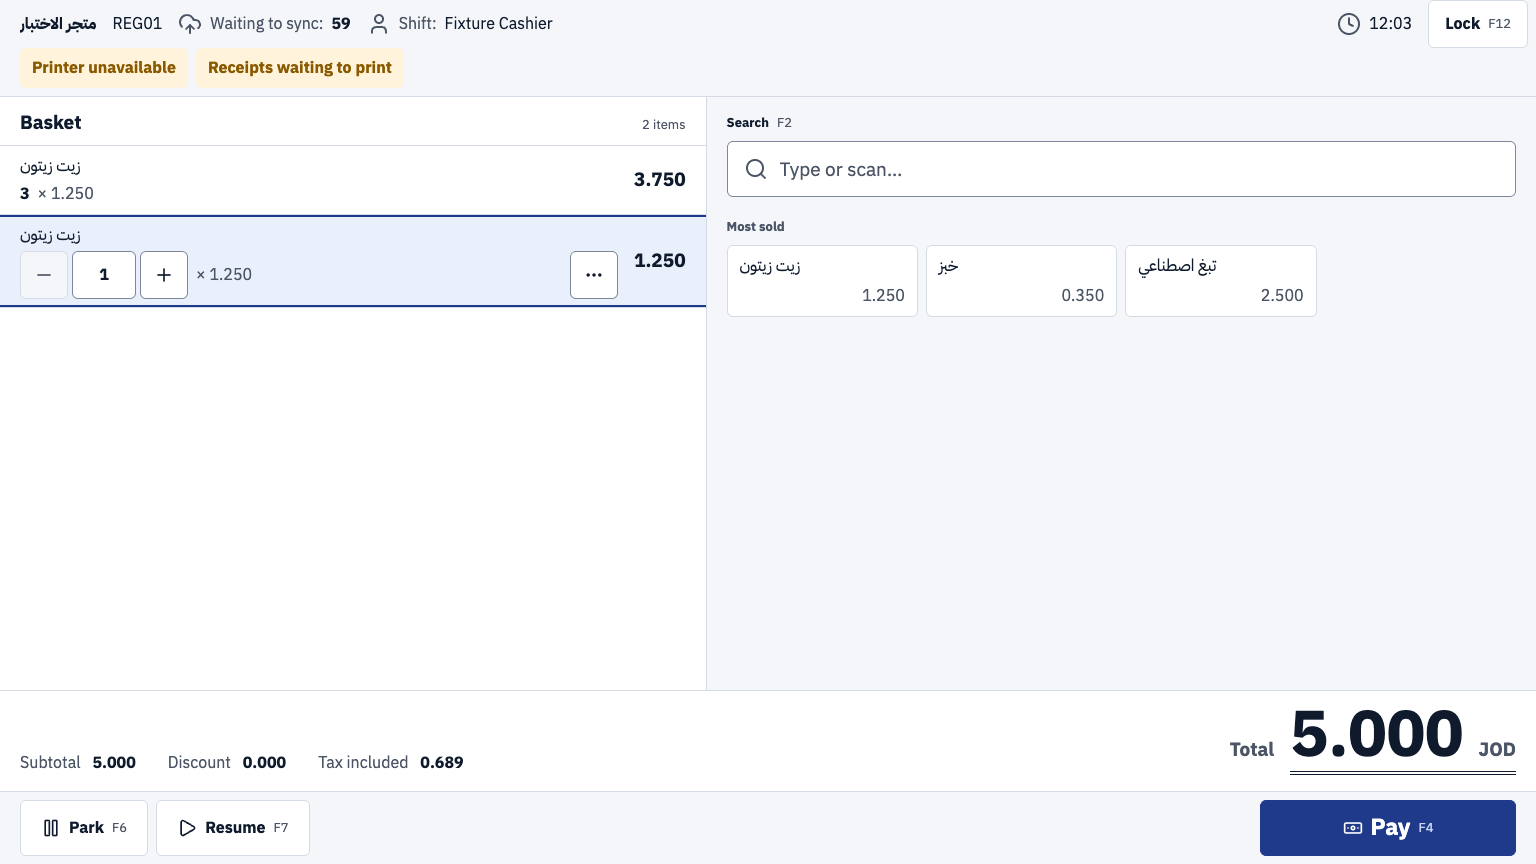 متجر الاختبار REG01 Waiting to sync: 59 Shift: Fixture Cashier 12:03 Lock F12
Printer unavailable Receipts waiting to print
Basket 2 items
زيت زيتون
3 × 1.250 3.750
زيت زيتون
− 1 + × 1.250 ... 1.250
Search F2
Type or scan...
Most sold
زيت زيتون 1.250
خبز 0.350
تبغ اصطناعي 2.500
Subtotal 5.000 Discount 0.000 Tax included 0.689
Total 5.000 JOD
Park F6 Resume F7 Pay F4